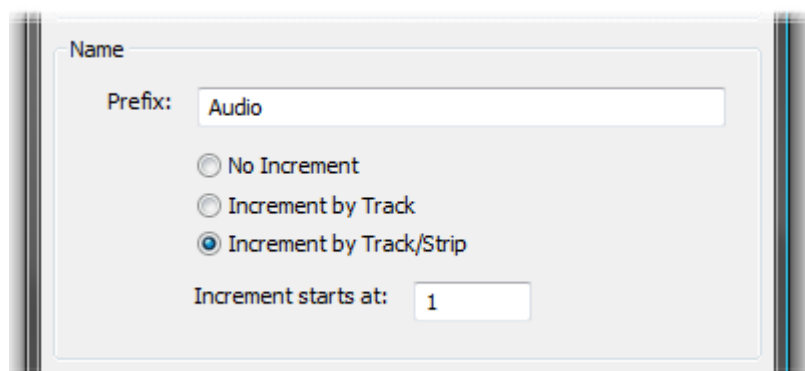 Name
Prefix: Audio
No Increment
Increment by Track
Increment by Track/Strip
Increment starts at: 1